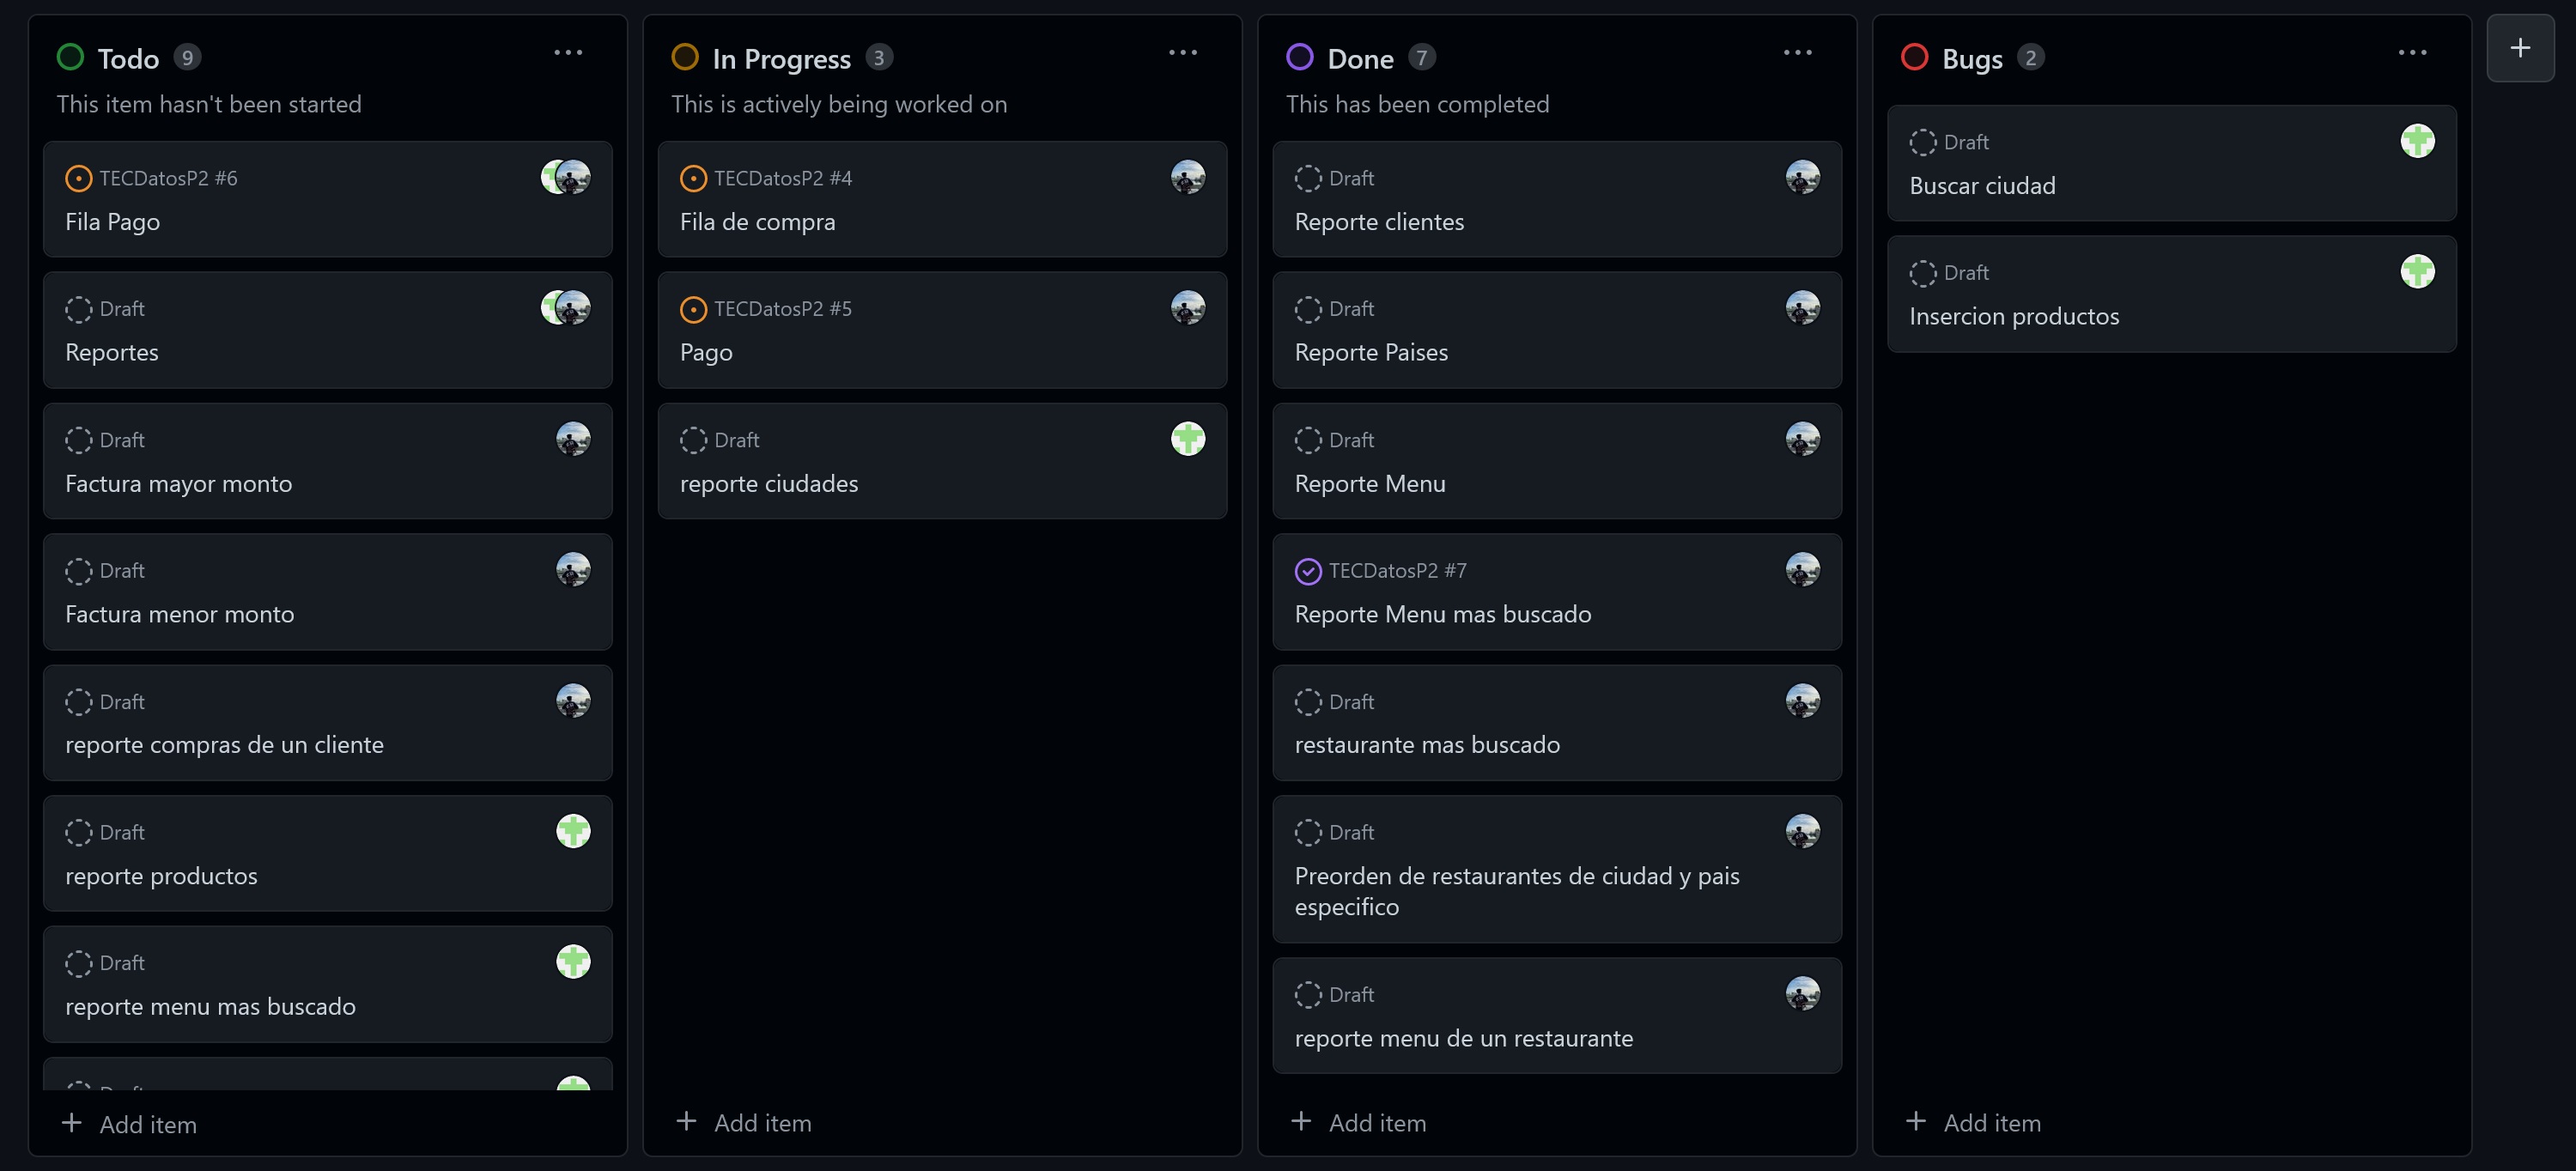 Todo 9
This item hasn't been started
TECDatosP2 #6
Fila Pago
Draft
Reportes
Draft
Factura mayor monto
Draft
Factura menor monto
Draft
reporte compras de un cliente
Draft
reporte productos
Draft
reporte menu mas buscado
+ Add item
In Progress 3
This is actively being worked on
TECDatosP2 #4
Fila de compra
TECDatosP2 #5
Pago
Draft
reporte ciudades
+ Add item
Done 7
This has been completed
Draft
Reporte clientes
Draft
Reporte Paises
Draft
Reporte Menu
TECDatosP2 #7
Reporte Menu mas buscado
Draft
restaurante mas buscado
Draft
Preorden de restaurantes de ciudad y pais
especifico
Draft
reporte menu de un restaurante
+ Add item
Bugs 2
Draft
Buscar ciudad
Draft
Insercion productos
+ Add item